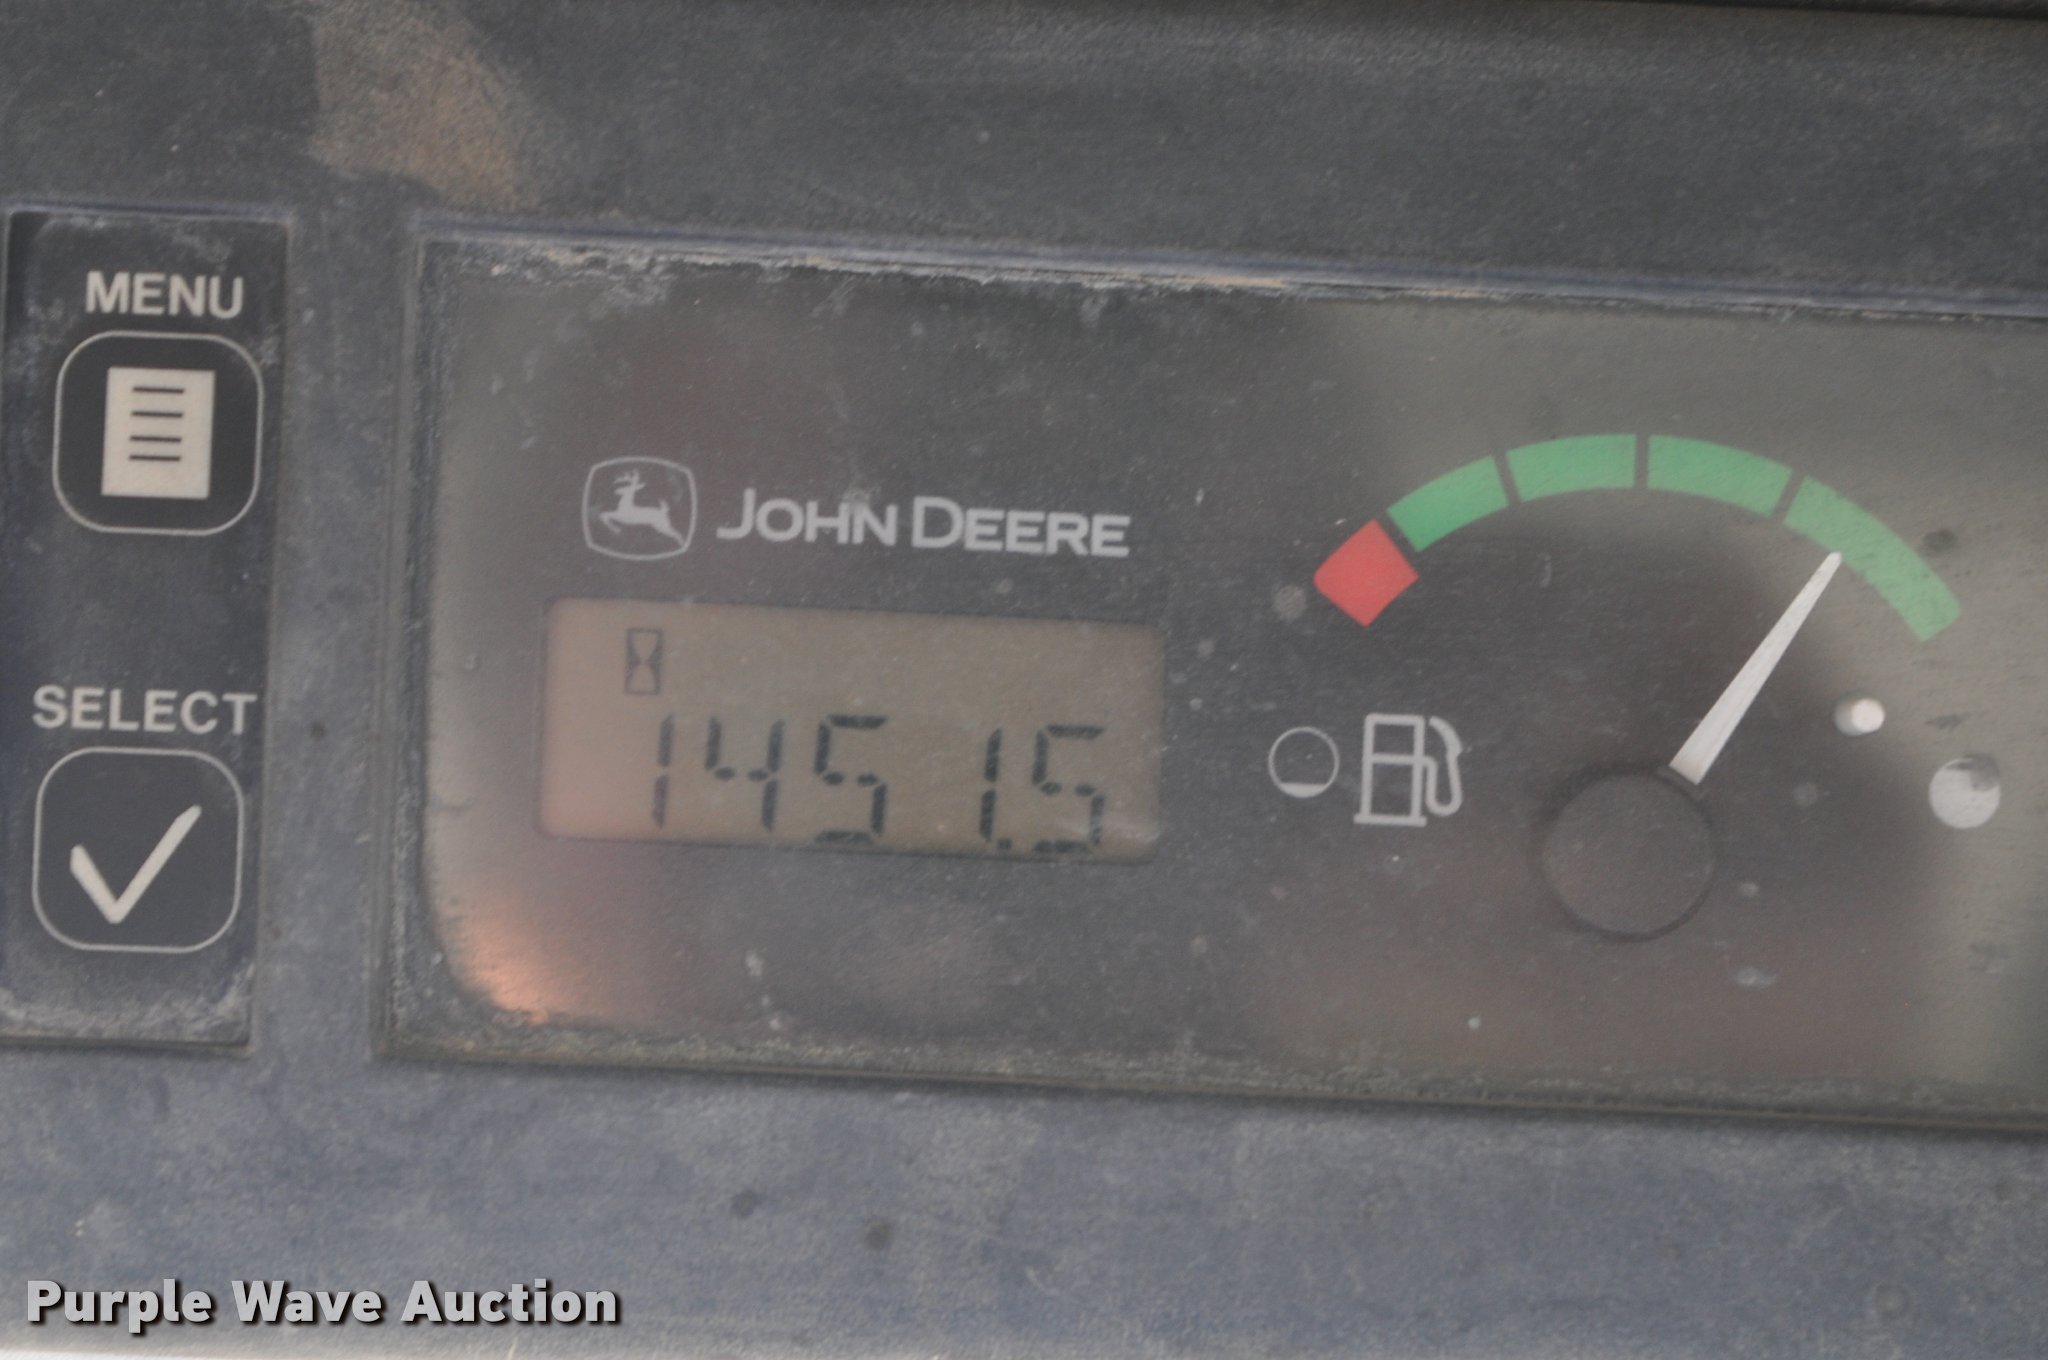 MENU
SELECT
JOHN DEERE
1451.5
Purple Wave Auction